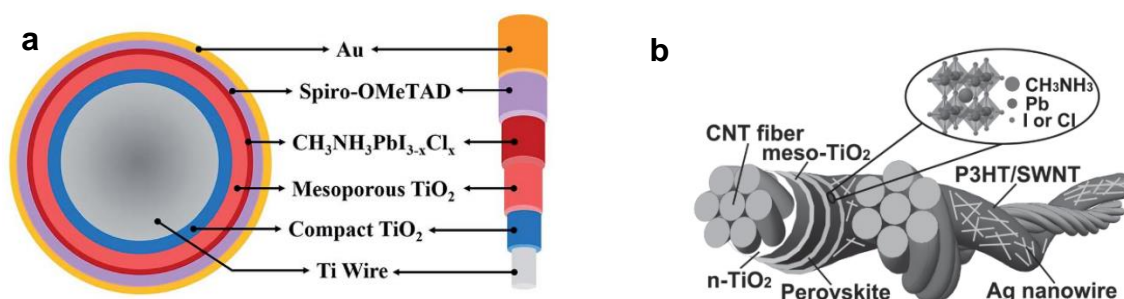 a
Au
Spiro-OMeTAD
CH₃NH₃PbI₃₋ₓClₓ
Mesoporous TiO₂
Compact TiO₂
Ti Wire
b
CH₃NH₃
Pb
I or Cl
CNT fiber
meso-TiO₂
P3HT/SWNT
n-TiO₂
Perovskite
Ag nanowire